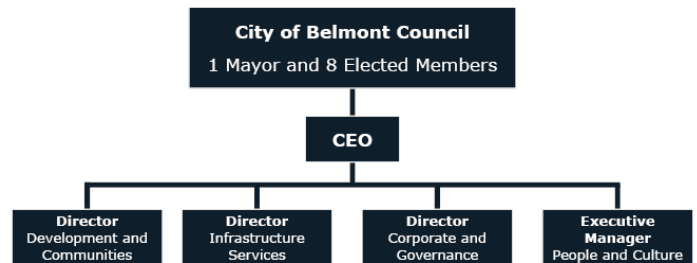 City of Belmont Council
1 Mayor and 8 Elected Members
CEO
Director
Development and
Communities
Director
Infrastructure
Services
Director
Corporate and
Governance
Executive
Manager
People and Culture